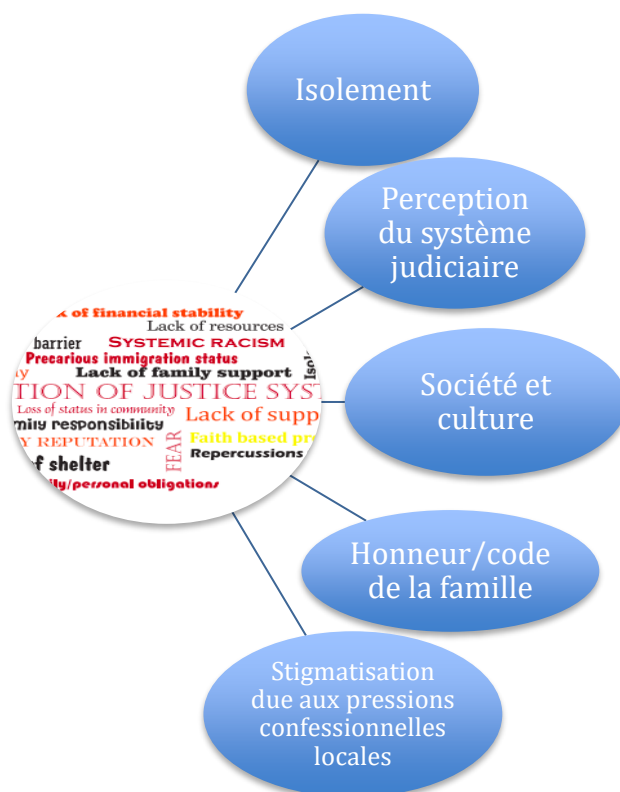 Isolement
Perception
du système
judiciaire
of financial stability
Lack of resources
barrier SYSTEMIC RACISM
Precarious immigration status
Lack of family support
TION OF JUSTICE SYST
Loss of status in community
Lack of supp
mily responsibility
Y REPUTATION
FEAR
Faith based pr
Repercussions
f shelter
ily/personal obligations
Société et
culture
Honneur/code
de la famille
Stigmatisation
due aux pressions
confessionnelles
locales